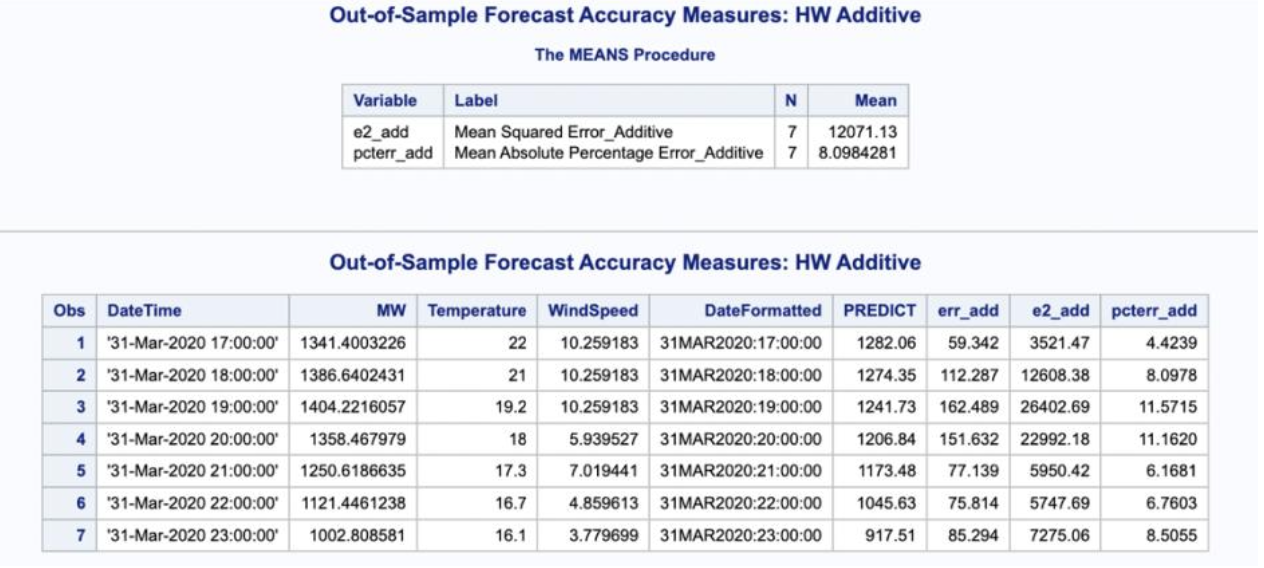 Out-of-Sample Forecast Accuracy Measures: HW Additive
The MEANS Procedure
Variable Label N Mean
e2_add Mean Squared Error_Additive 7 12071.13
pcterr_add Mean Absolute Percentage Error_Additive 7 8.0984281
Out-of-Sample Forecast Accuracy Measures: HW Additive
Obs DateTime MW Temperature WindSpeed DateFormatted PREDICT err_add e2_add pcterr_add
1 '31-Mar-2020 17:00:00' 1341.4003226 22 10.259183 31MAR2020:17:00:00 1282.06 59.342 3521.47 4.4239
2 '31-Mar-2020 18:00:00' 1386.6402431 21 10.259183 31MAR2020:18:00:00 1274.35 112.287 12608.38 8.0978
3 '31-Mar-2020 19:00:00' 1404.2216057 19.2 10.259183 31MAR2020:19:00:00 1241.73 162.489 26402.69 11.5715
4 '31-Mar-2020 20:00:00' 1358.467979 18 5.939527 31MAR2020:20:00:00 1206.84 151.632 22992.18 11.1620
5 '31-Mar-2020 21:00:00' 1250.6186635 17.3 7.019441 31MAR2020:21:00:00 1173.48 77.139 5950.42 6.1681
6 '31-Mar-2020 22:00:00' 1121.4461238 16.7 4.859613 31MAR2020:22:00:00 1045.63 75.814 5747.69 6.7603
7 '31-Mar-2020 23:00:00' 1002.808581 16.1 3.779699 31MAR2020:23:00:00 917.51 85.294 7275.06 8.5055